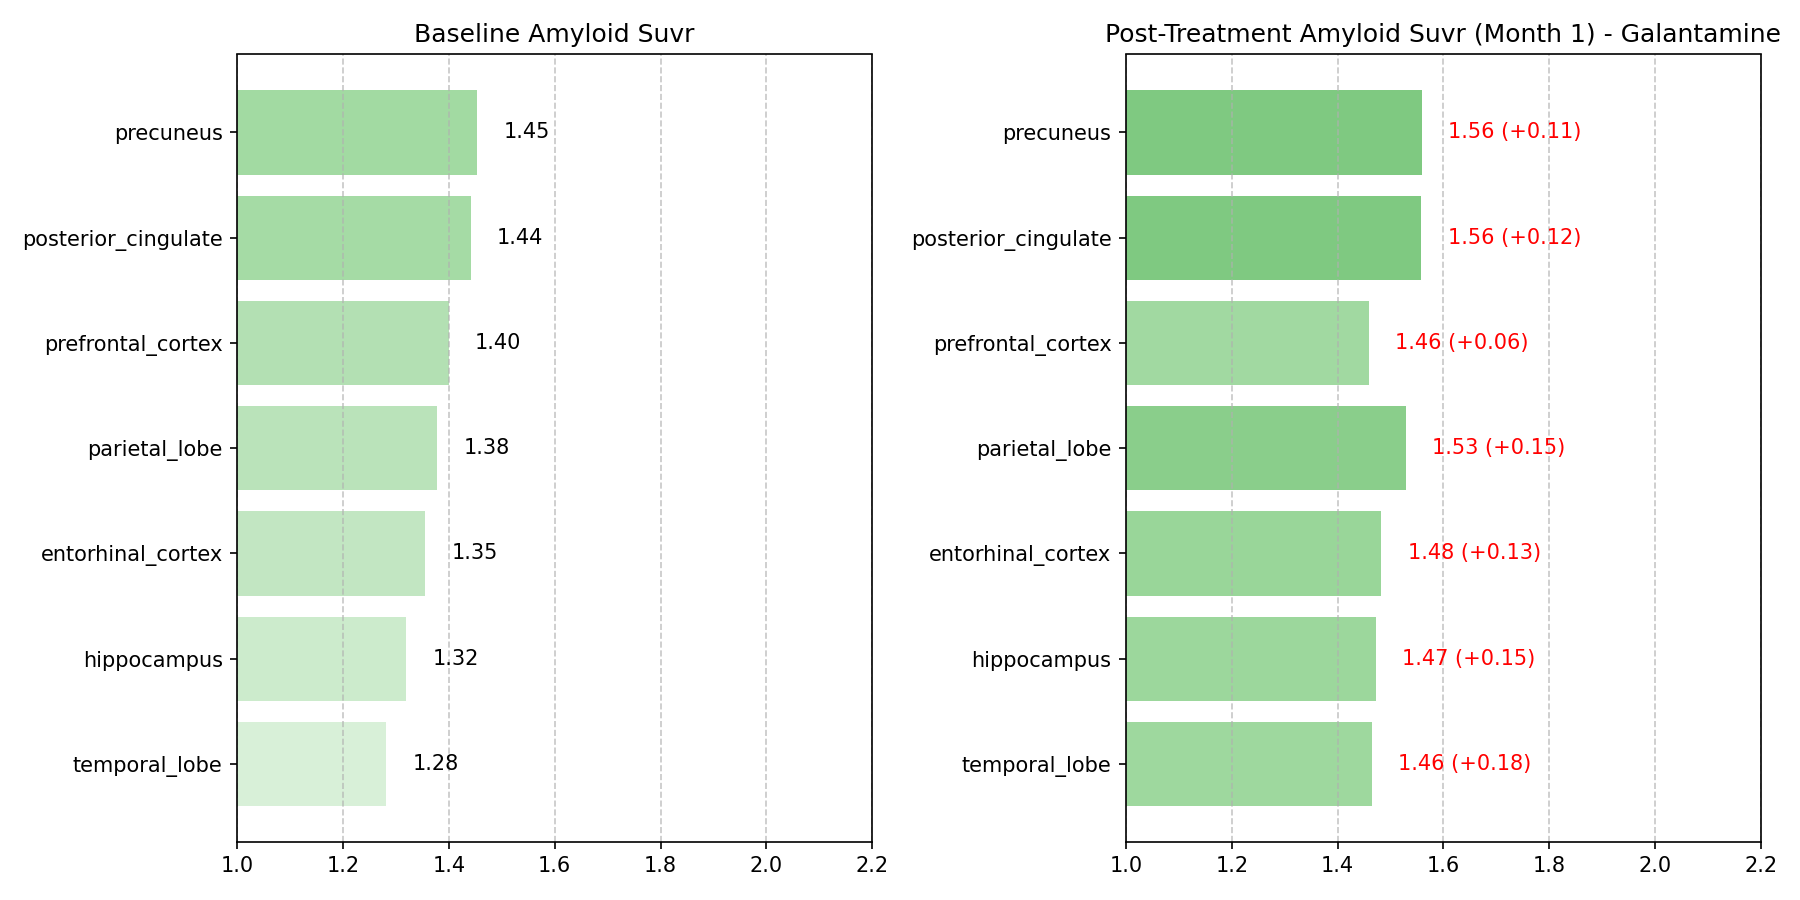 Baseline Amyloid Suvr
precuneus
1.45
posterior_cingulate
1.44
prefrontal_cortex
1.40
parietal_lobe
1.38
entorhinal_cortex
1.35
hippocampus
1.32
temporal_lobe
1.28
1.0 1.2 1.4 1.6 1.8 2.0 2.2
Post-Treatment Amyloid Suvr (Month 1) - Galantamine
precuneus
1.56 (+0.11)
posterior_cingulate
1.56 (+0.12)
prefrontal_cortex
1.46 (+0.06)
parietal_lobe
1.53 (+0.15)
entorhinal_cortex
1.48 (+0.13)
hippocampus
1.47 (+0.15)
temporal_lobe
1.46 (+0.18)
1.0 1.2 1.4 1.6 1.8 2.0 2.2